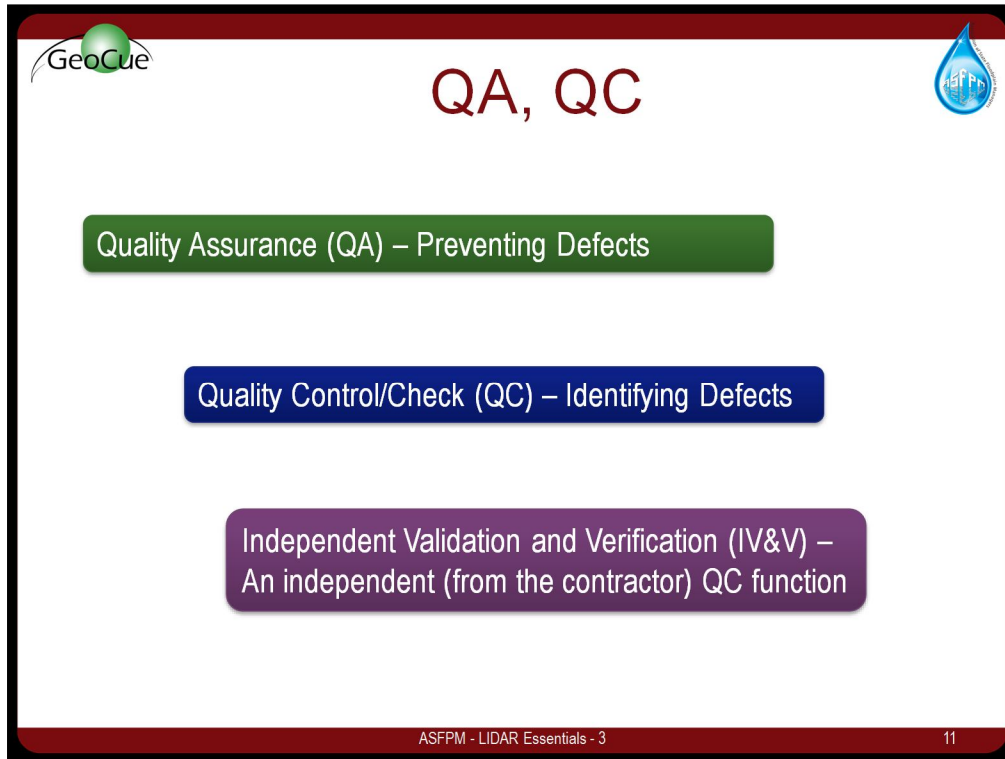 GeoCue
ASFPM
QA, QC
Quality Assurance (QA) – Preventing Defects
Quality Control/Check (QC) – Identifying Defects
Independent Validation and Verification (IV&V) –
An independent (from the contractor) QC function
ASFPM - LIDAR Essentials - 3
11